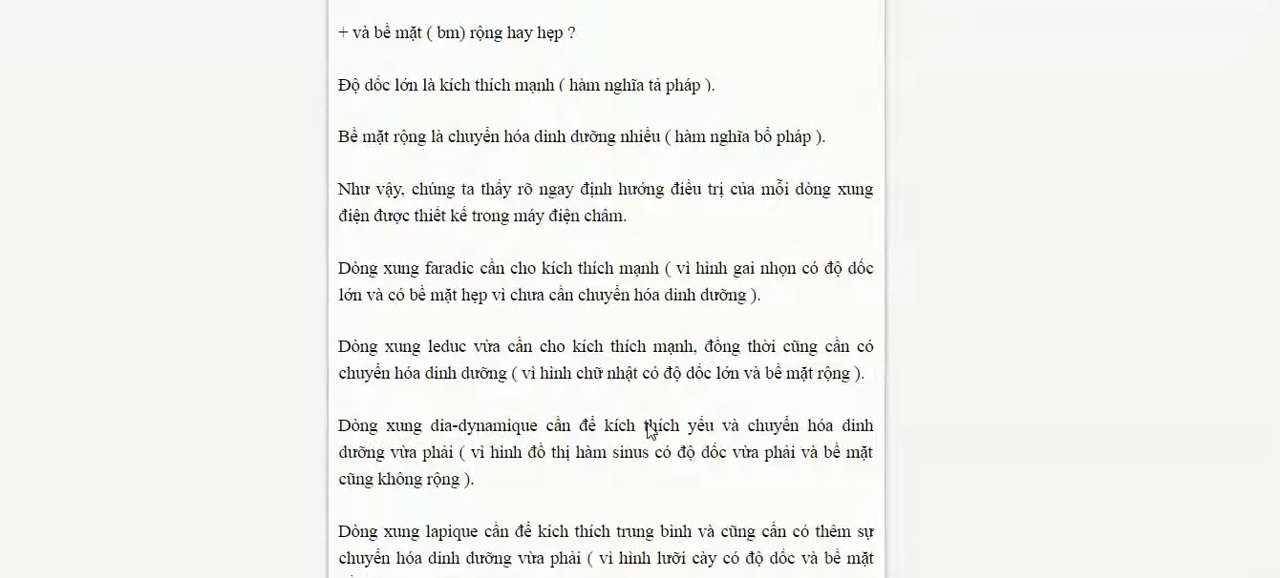 + và bề mặt ( bm) rộng hay hẹp ?
Độ dốc lớn là kích thích mạnh ( hàm nghĩa tả pháp ).
Bề mặt rộng là chuyển hóa dinh dưỡng nhiều ( hàm nghĩa bổ pháp ).
Như vậy, chúng ta thấy rõ ngay định hướng điều trị của mỗi dòng xung
điện được thiết kế trong máy điện châm.
Dòng xung faradic cần cho kích thích mạnh ( vì hình gai nhọn có độ dốc
lớn và có bề mặt hẹp vì chưa cần chuyển hóa dinh dưỡng ).
Dòng xung leduc vừa cần cho kích thích mạnh, đồng thời cũng cần có
chuyển hóa dinh dưỡng ( vì hình chữ nhật có độ dốc lớn và bề mặt rộng ).
Dòng xung dia-dynamique cần để kích thích yếu và chuyển hóa dinh
dưỡng vừa phải ( vì hình đồ thị hàm sinus có độ dốc vừa phải và bề mặt
cũng không rộng ).
Dòng xung lapique cần để kích thích trung bình và cũng cần có thêm sự
chuyển hóa dinh dưỡng vừa phải ( vì hình lưỡi cày có độ dốc và bề mặt